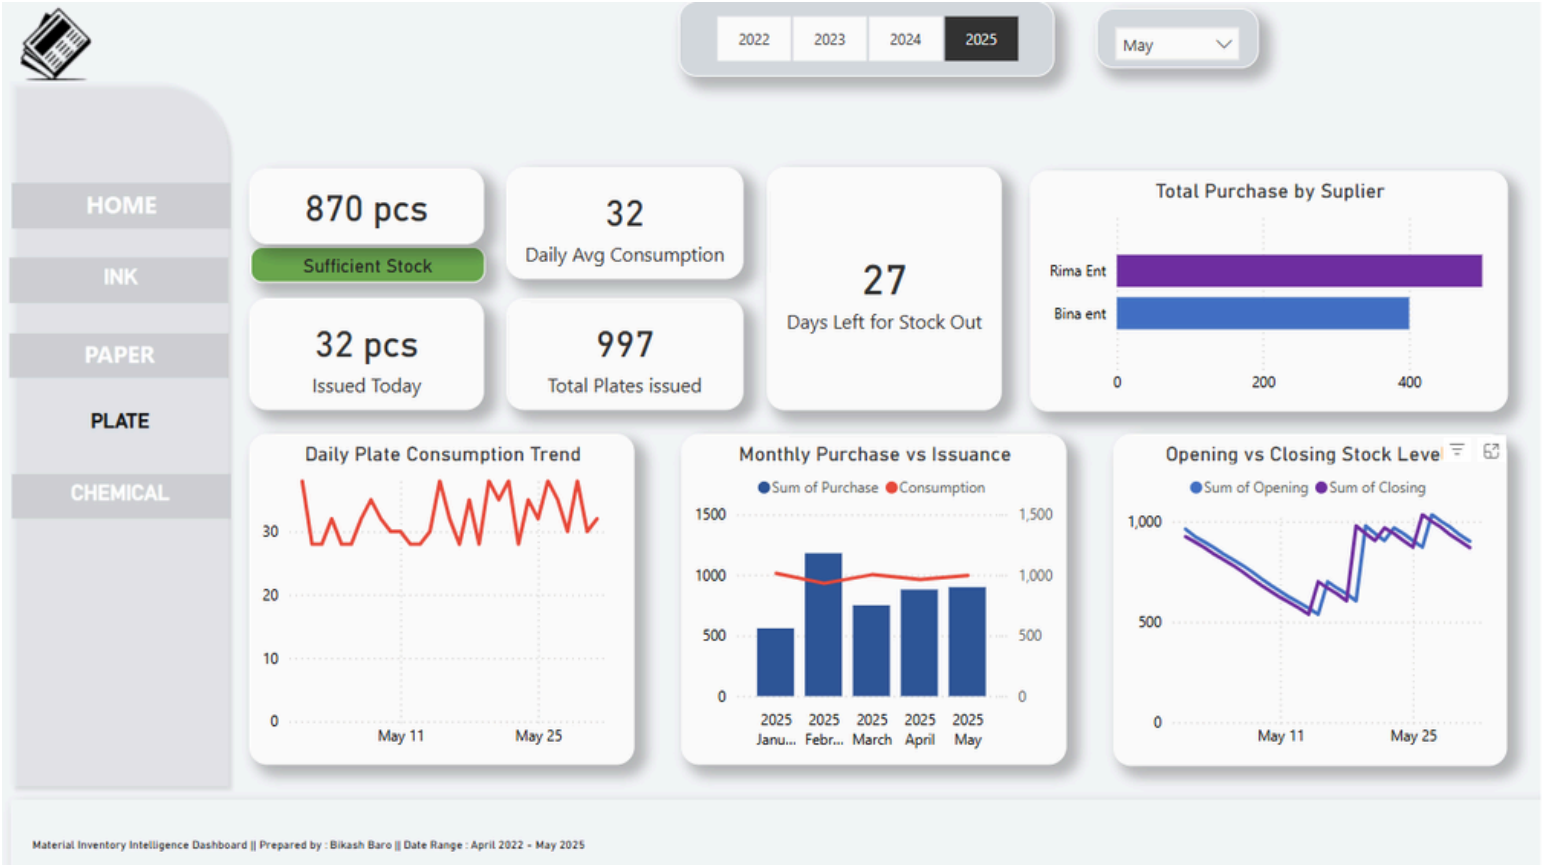 2022 2023 2024 2025
May
HOME
INK
PAPER
PLATE
CHEMICAL
870 pcs
Sufficient Stock
32
Daily Avg Consumption
32 pcs
Issued Today
997
Total Plates issued
27
Days Left for Stock Out
Total Purchase by Suplier
Rima Ent
Bina ent
0 200 400
Daily Plate Consumption Trend
30
20
10
0
May 11 May 25
Monthly Purchase vs Issuance
Sum of Purchase Consumption
1500 1,500
1000 1,000
500 500
0 0
2025 2025 2025 2025 2025
Janu... Febr... March April May
Opening vs Closing Stock Leve
Sum of Opening Sum of Closing
1,000
500
0
May 11 May 25
Material Inventory Intelligence Dashboard || Prepared by : Bikash Baro || Date Range : April 2022 - May 2025